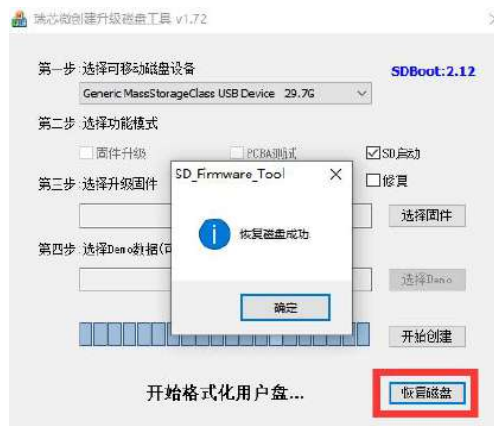 瑞芯微创建升级磁盘工具 v1.72
第一步:选择可移动磁盘设备
SDBoot:2.12
Generic MassStorageClass USB Device 29.7G
第二步:选择功能模式
固件升级
PCBA测试
SD启动
修复
第三步:选择升级固件
选择固件
SD_Firmware_Tool
恢复磁盘成功
确定
第四步:选择Demo数据(可
选择Demo
开始创建
开始格式化用户盘...
恢复磁盘